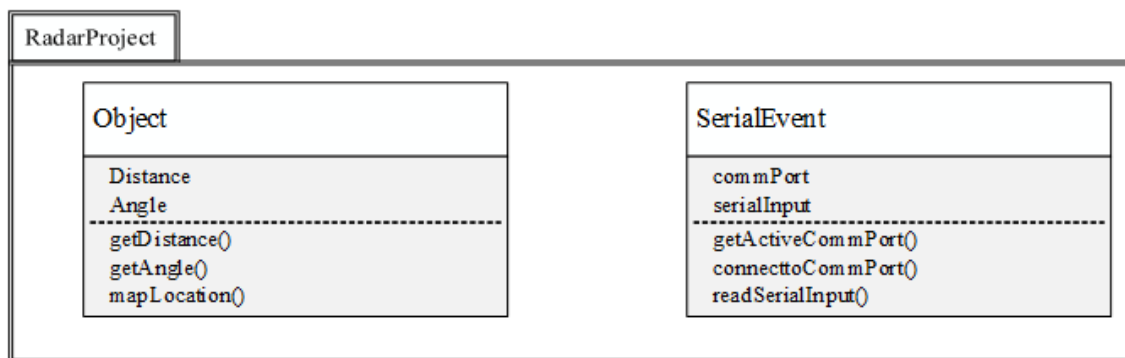 RadarProject
Object
Distance
Angle
getDistance()
getAngle()
mapLocation()
SerialEvent
commPort
serialInput
getActiveCommPort()
connecttoCommPort()
readSerialInput()